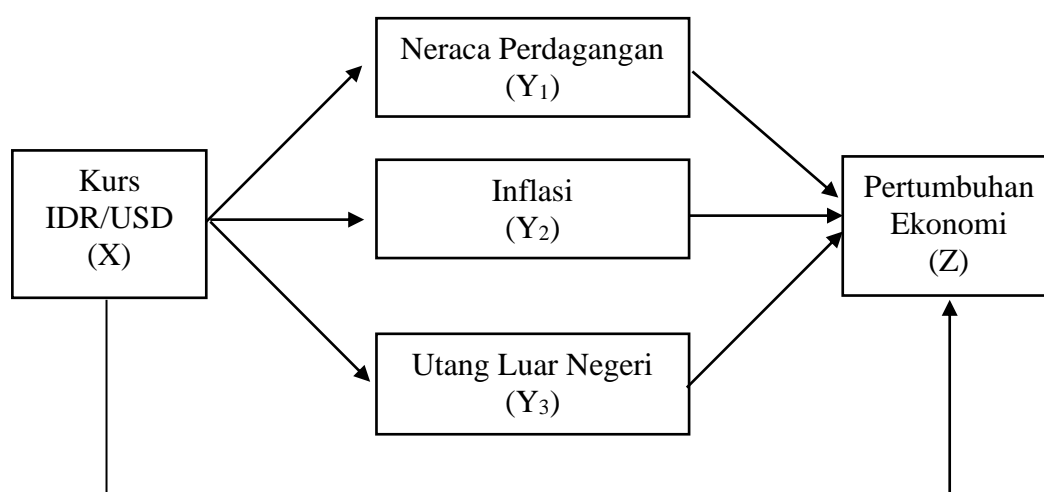 Neraca Perdagangan
(Y₁)
Kurs
IDR/USD
(X)
Inflasi
(Y₂)
Pertumbuhan
Ekonomi
(Z)
Utang Luar Negeri
(Y₃)